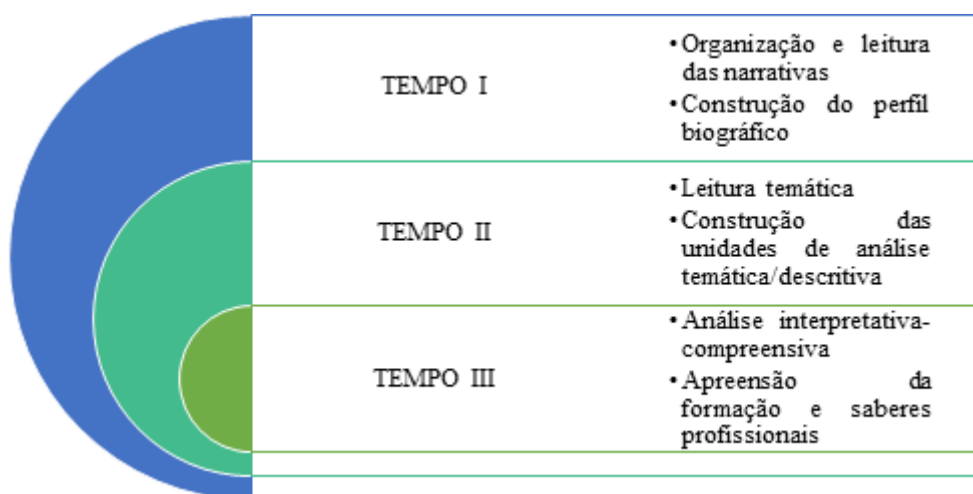 TEMPO I
• Organização e leitura
das narrativas
• Construção do perfil
biográfico
TEMPO II
• Leitura temática
• Construção das
unidades de análise
temática/descritiva
TEMPO III
• Análise interpretativa-
compreensiva
• Apreensão da
formação e saberes
profissionais